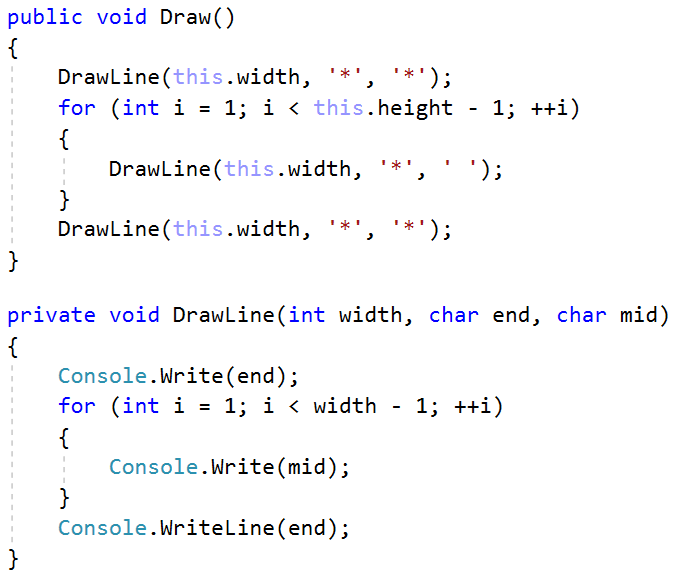 public void Draw()
{
    DrawLine(this.width, '*', '*');
    for (int i = 1; i < this.height - 1; ++i)
    {
        DrawLine(this.width, '*', ' ');
    }
    DrawLine(this.width, '*', '*');
}

private void DrawLine(int width, char end, char mid)
{
    Console.Write(end);
    for (int i = 1; i < width - 1; ++i)
    {
        Console.Write(mid);
    }
    Console.WriteLine(end);
}